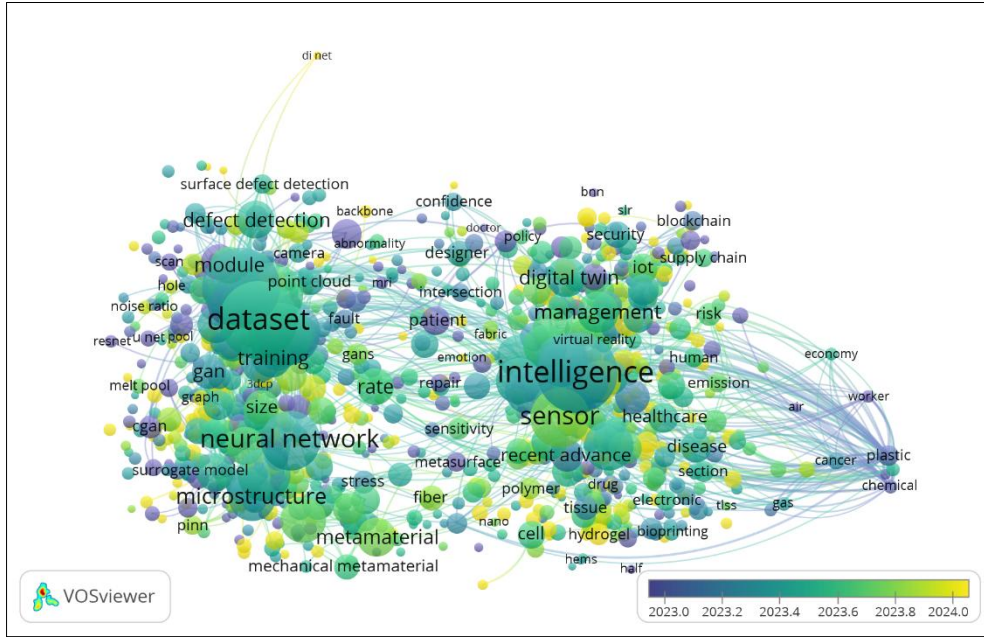 di net
surface defect detection
bnn
confidence
backbone
slr
defect detection
blockchain
doctor
policy
security
abnormality
camera
designer
supply chain
scan
module
iot
point cloud
digital twin
mri
hole
intersection
noise ratio
management
risk
dataset
fault
patient
fabric
resnet
u net pool
virtual reality
gans
economy
training
emotion
human
gan
intelligence
melt pool
3dcp
rate
repair
emission
graph
worker
size
air
sensor
healthcare
cgan
sensitivity
neural network
disease
recent advance
plastic
metasurface
cancer
surrogate model
section
stress
drug
chemical
polymer
microstructure
fiber
electronic
gas
tissue
tlss
nano
pinn
cell
hydrogel
bioprinting
metamaterial
hems
mechanical metamaterial
half
VOSviewer
2023.0 2023.2 2023.4 2023.6 2023.8 2024.0